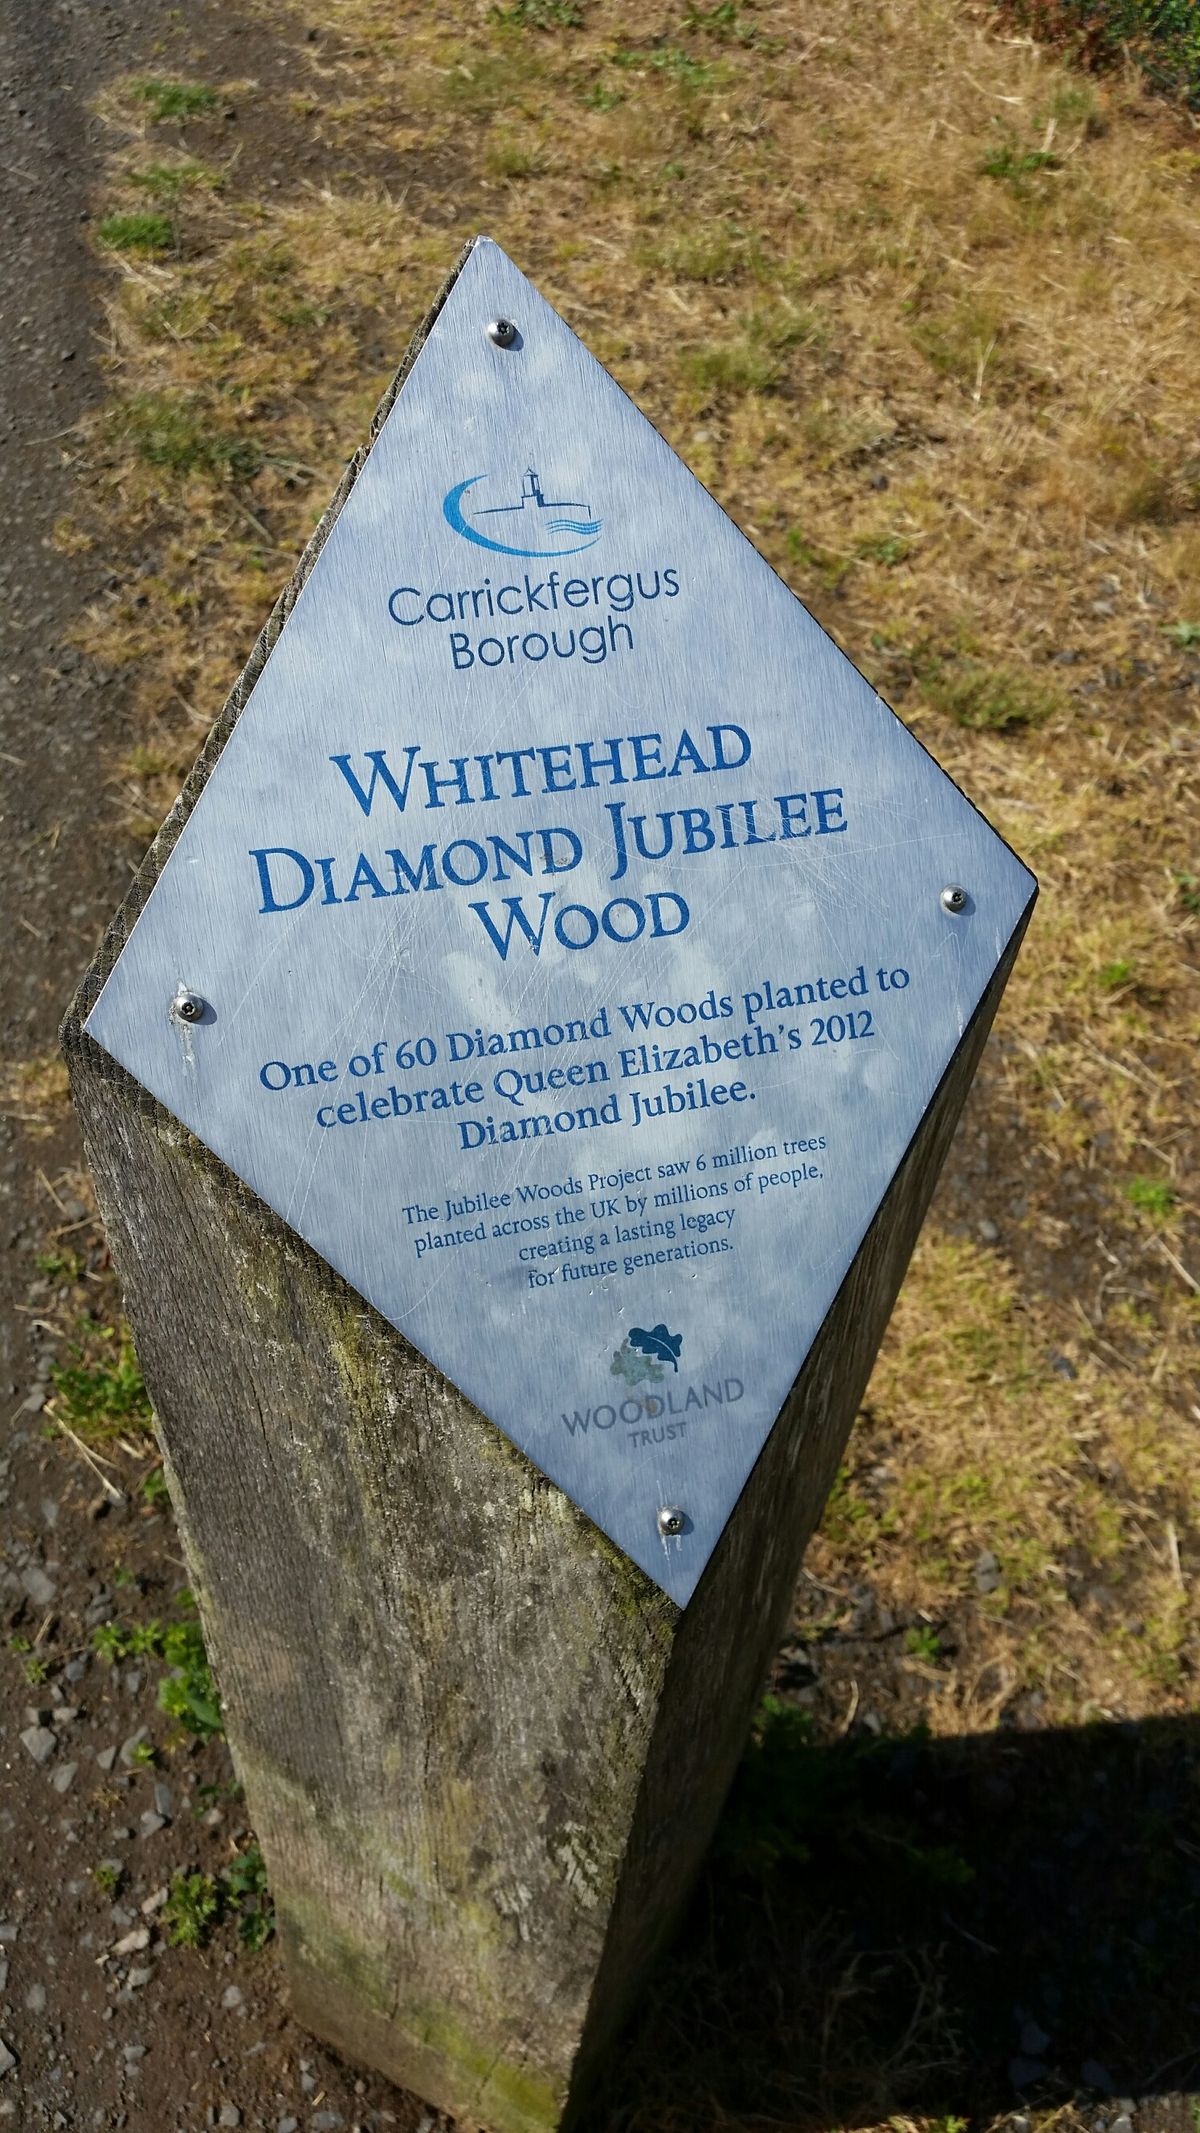 Carrickfergus
Borough
WHITEHEAD
DIAMOND JUBILEE
WOOD
One of 60 Diamond Woods planted to
celebrate Queen Elizabeth's 2012
Diamond Jubilee.
The Jubilee Woods Project saw 6 million trees
planted across the UK by millions of people,
creating a lasting legacy
for future generations.
WOODLAND
TRUST